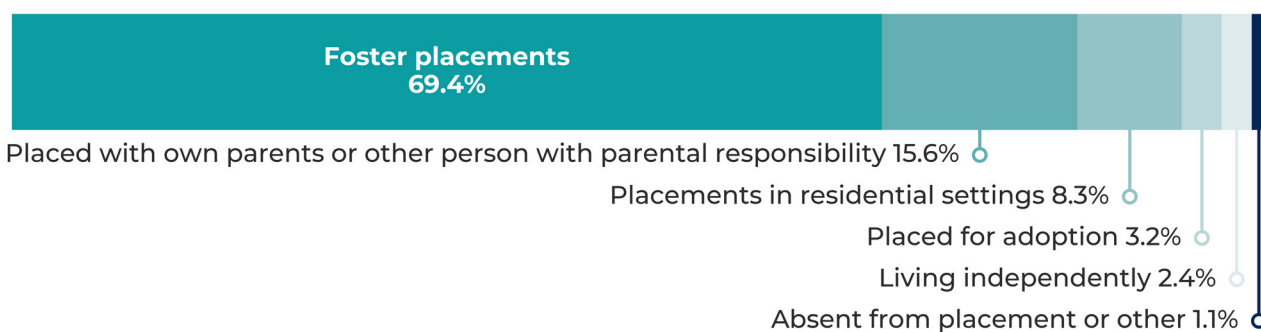 Foster placements
69.4%
Placed with own parents or other person with parental responsibility 15.6%
Placements in residential settings 8.3%
Placed for adoption 3.2%
Living independently 2.4%
Absent from placement or other 1.1%